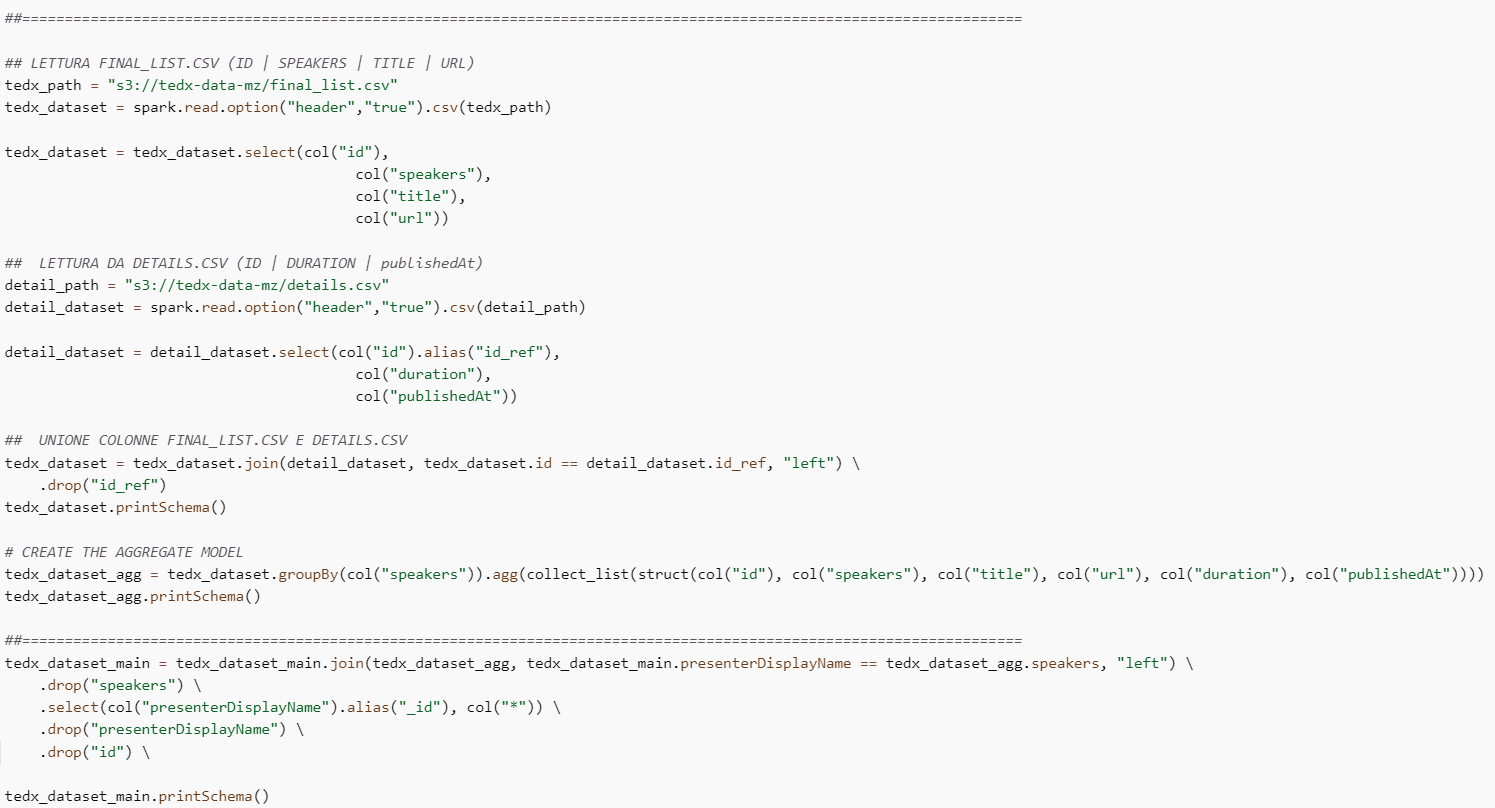 ##=====================================================================================================================

## LETTURA FINAL_LIST.CSV (ID | SPEAKERS | TITLE | URL)
tedx_path = "s3://tedx-data-mz/final_list.csv"
tedx_dataset = spark.read.option("header","true").csv(tedx_path)

tedx_dataset = tedx_dataset.select(col("id"),
                                         col("speakers"),
                                         col("title"),
                                         col("url"))

##  LETTURA DA DETAILS.CSV (ID | DURATION | publishedAt)
detail_path = "s3://tedx-data-mz/details.csv"
detail_dataset = spark.read.option("header","true").csv(detail_path)

detail_dataset = detail_dataset.select(col("id").alias("id_ref"),
                                         col("duration"),
                                         col("publishedAt"))

##  UNIONE COLONNE FINAL_LIST.CSV E DETAILS.CSV
tedx_dataset = tedx_dataset.join(detail_dataset, tedx_dataset.id == detail_dataset.id_ref, "left") \
    .drop("id_ref")
tedx_dataset.printSchema()

# CREATE THE AGGREGATE MODEL
tedx_dataset_agg = tedx_dataset.groupBy(col("speakers")).agg(collect_list(struct(col("id"), col("speakers"), col("title"), col("url"), col("duration"), col("publishedAt"))))
tedx_dataset_agg.printSchema()

##=====================================================================================================================
tedx_dataset_main = tedx_dataset_main.join(tedx_dataset_agg, tedx_dataset_main.presenterDisplayName == tedx_dataset_agg.speakers, "left") \
    .drop("speakers") \
    .select(col("presenterDisplayName").alias("_id"), col("*")) \
    .drop("presenterDisplayName") \
    .drop("id") \

tedx_dataset_main.printSchema()